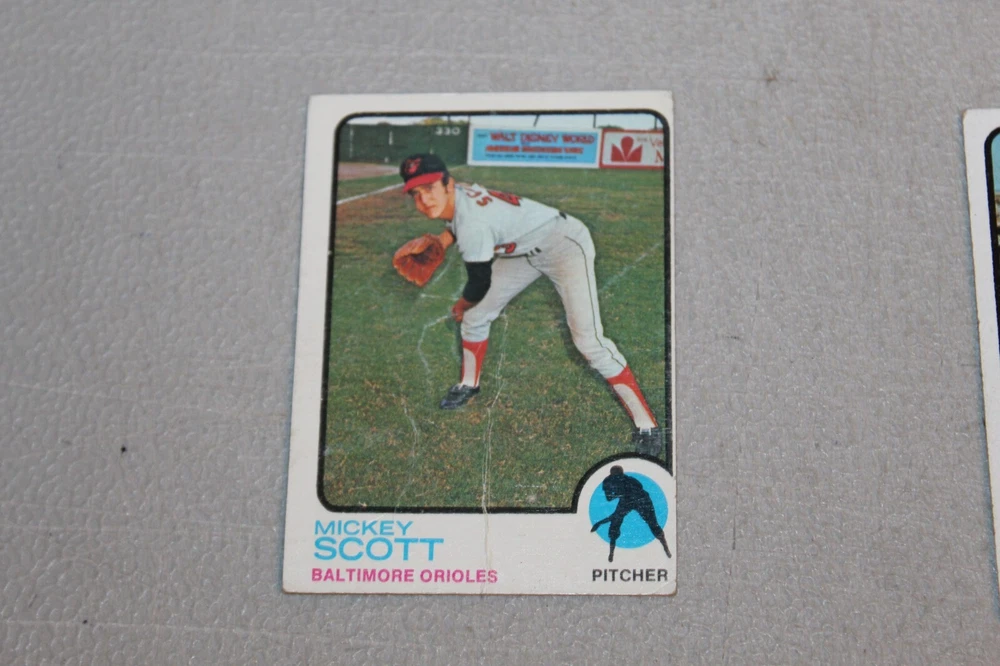 330
WALT DISNEY WORLD
MICKEY
SCOTT
BALTIMORE ORIOLES
PITCHER